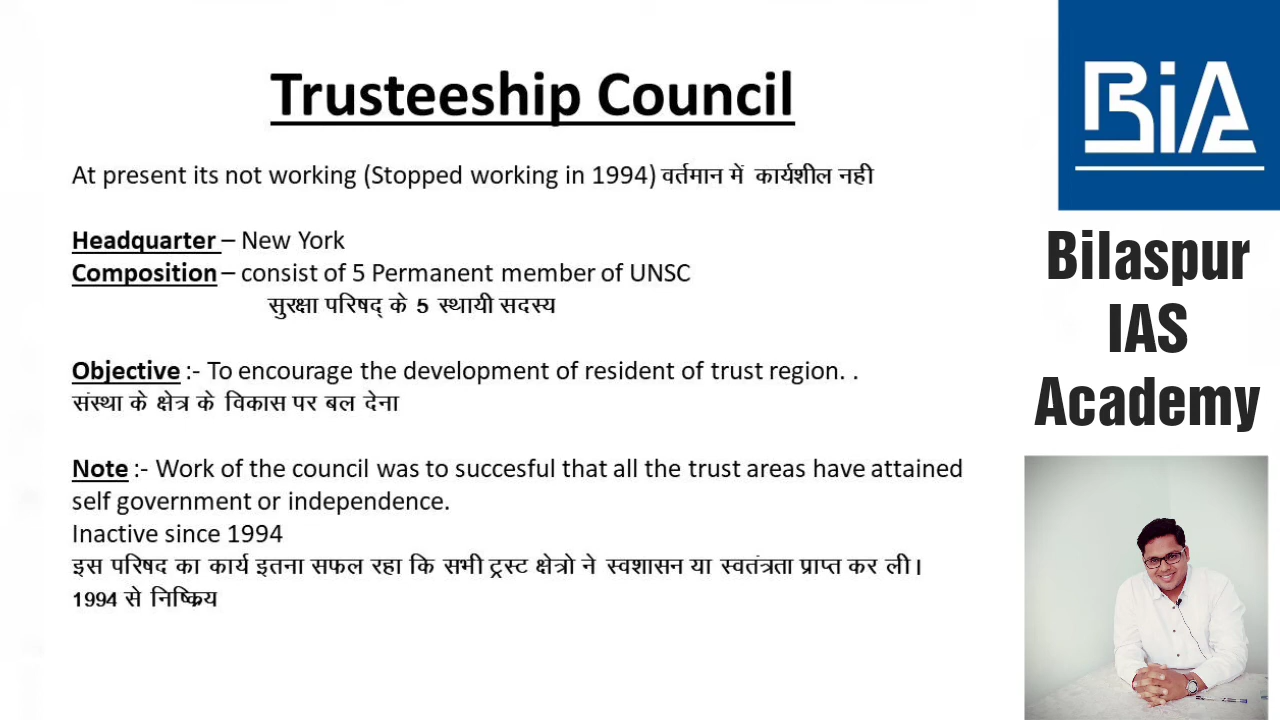 Trusteeship Council
At present its not working (Stopped working in 1994) वर्तमान में कार्यशील नही
Headquarter – New York
Composition – consist of 5 Permanent member of UNSC
सुरक्षा परिषद् के 5 स्थायी सदस्य
Objective :- To encourage the development of resident of trust region. .
संस्था के क्षेत्र के विकास पर बल देना
Note :- Work of the council was to succesful that all the trust areas have attained
self government or independence.
Inactive since 1994
इस परिषद का कार्य इतना सफल रहा कि सभी ट्रस्ट क्षेत्रो ने स्वशासन या स्वतंत्रता प्राप्त कर ली।
1994 से निष्क्रिय
BiA
Bilaspur
IAS
Academy